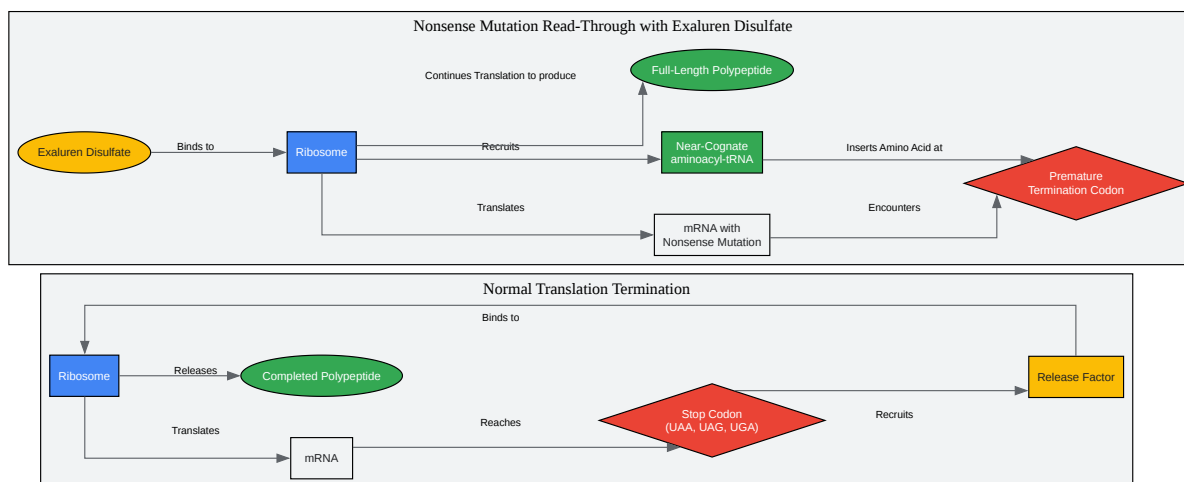 Nonsense Mutation Read-Through with Exaluren Disulfate
Continues Translation to produce
Full-Length Polypeptide
Exaluren Disulfate
Binds to
Ribosome
Recruits
Near-Cognate
aminoacyl-tRNA
Inserts Amino Acid at
Premature
Termination Codon
Translates
mRNA with
Nonsense Mutation
Encounters
Normal Translation Termination
Binds to
Ribosome
Releases
Completed Polypeptide
Release Factor
Translates
mRNA
Reaches
Stop Codon
(UAA, UAG, UGA)
Recruits